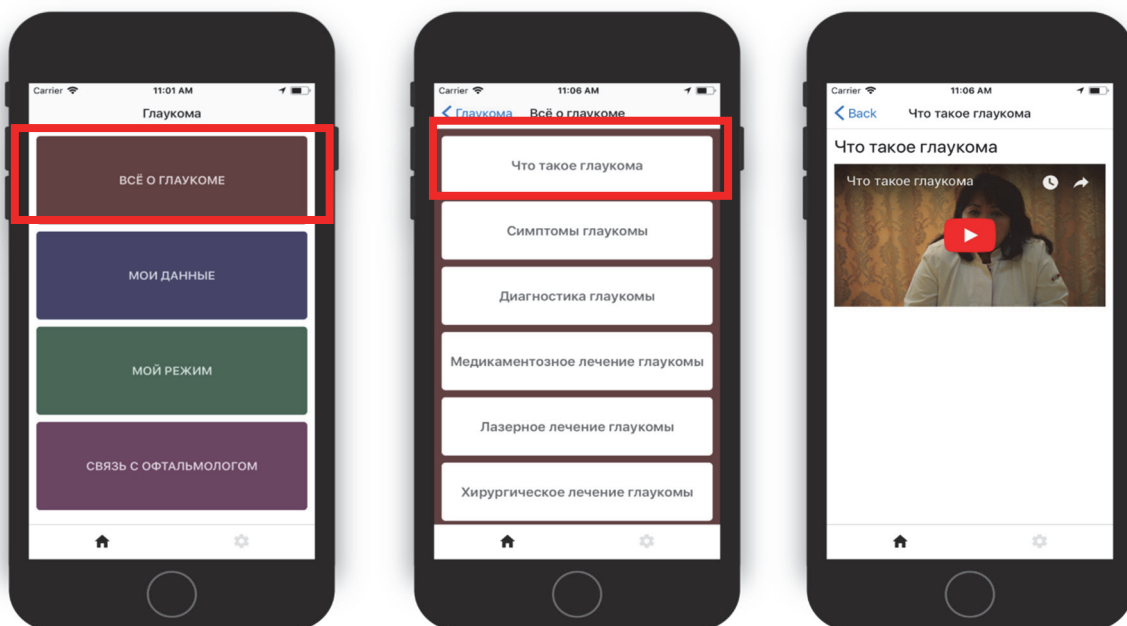 Carrier 11:01 AM
Глаукома
ВСЁ О ГЛАУКОМЕ
МОИ ДАННЫЕ
МОЙ РЕЖИМ
СВЯЗЬ С ОФТАЛЬМОЛОГОМ
Carrier 11:06 AM
Глаукома Всё о глаукоме
Что такое глаукома
Симптомы глаукомы
Диагностика глаукомы
Медикаментозное лечение глаукомы
Лазерное лечение глаукомы
Хирургическое лечение глаукомы
Carrier 11:06 AM
Back Что такое глаукома
Что такое глаукома
Что такое глаукома